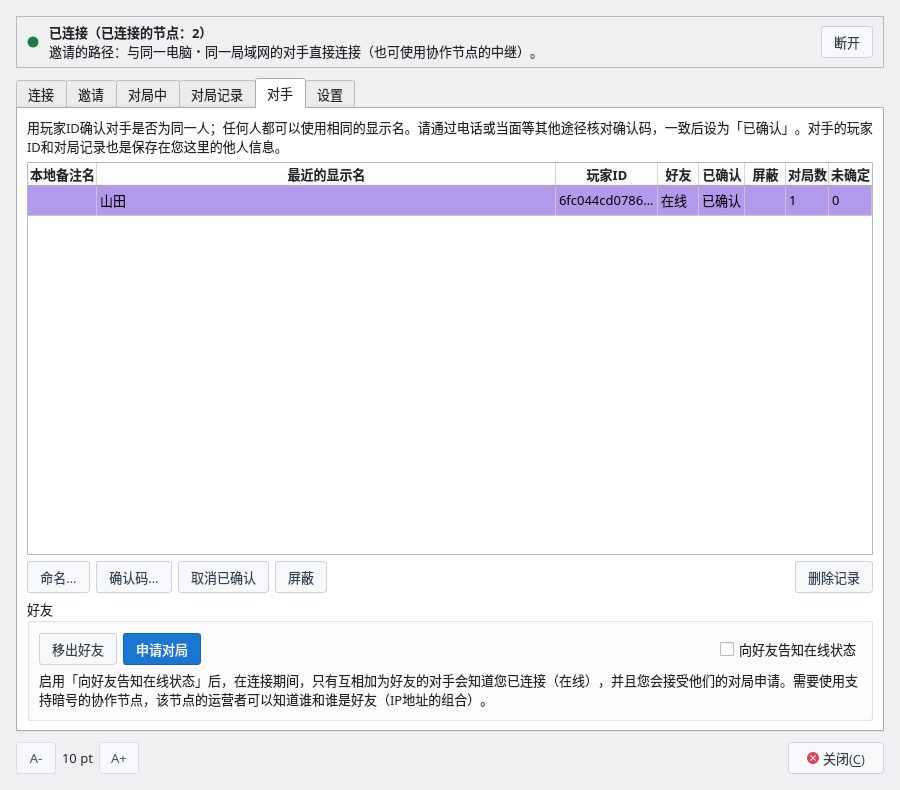 已连接（已连接的节点：2）
邀请的路径：与同一电脑・同一局域网的对手直接连接（也可使用协作节点的中继）。
断开
连接 邀请 对局中 对局记录 对手 设置
用玩家ID确认对手是否为同一人；任何人都可以使用相同的显示名。请通过电话或当面等其他途径核对确认码，一致后设为「已确认」。对手的玩家
ID和对局记录也是保存在您这里的他人信息。
本地备注名 最近的显示名 玩家ID 好友 已确认 屏蔽 对局数 未确定
山田 6fc044cd0786... 在线 已确认 1 0
命名... 确认码... 取消已确认 屏蔽 删除记录
好友
移出好友 申请对局 向好友告知在线状态
启用「向好友告知在线状态」后，在连接期间，只有互相加为好友的对手会知道您已连接（在线），并且您会接受他们的对局申请。需要使用支
持暗号的协作节点，该节点的运营者可以知道谁和谁是好友（IP地址的组合）。
A- 10 pt A+ 关闭(C)